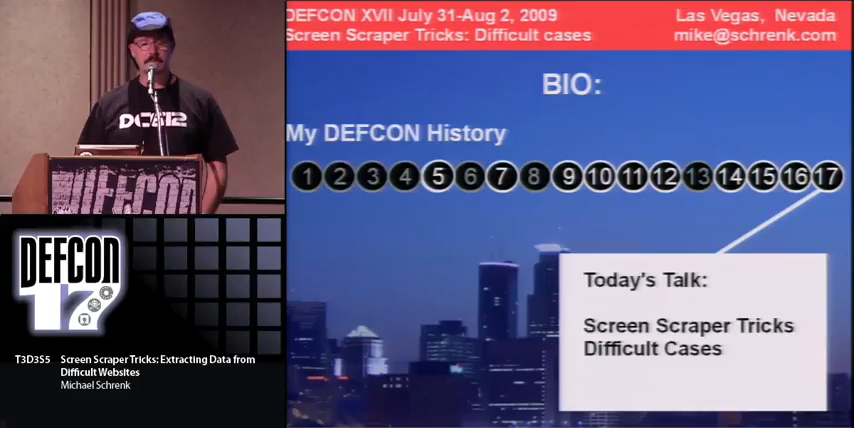 DEFCON XVII July 31-Aug 2, 2009
Las Vegas, Nevada
Screen Scraper Tricks: Difficult cases
mike@schrenk.com
BIO:
My DEFCON History
1 2 3 4 5 6 7 8 9 10 11 12 13 14 15 16 17
Today's Talk:
Screen Scraper Tricks
Difficult Cases
DC612
DEFCON
DEFCON
17
T3D3S5 Screen Scraper Tricks: Extracting Data from
Difficult Websites
Michael Schrenk